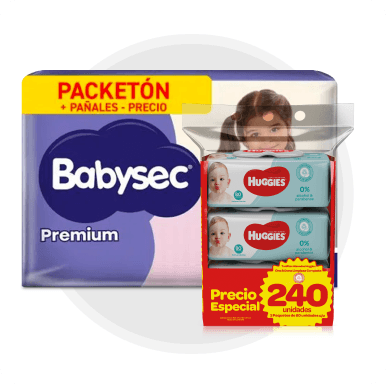 PACKETÓN
+ PAÑALES - PRECIO
Babysec
Premium
HUGGIES
0%
HUGGIES
0%
Precio
Especial
240
unidades